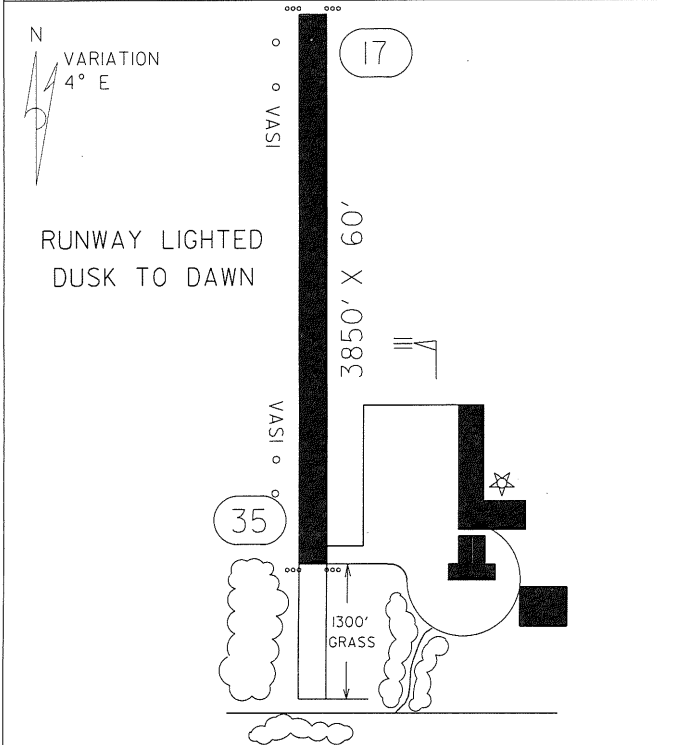 N
VARIATION
4° E
17
VASI
RUNWAY LIGHTED
DUSK TO DAWN
3850' X 60'
VASI
35
1300'
GRASS